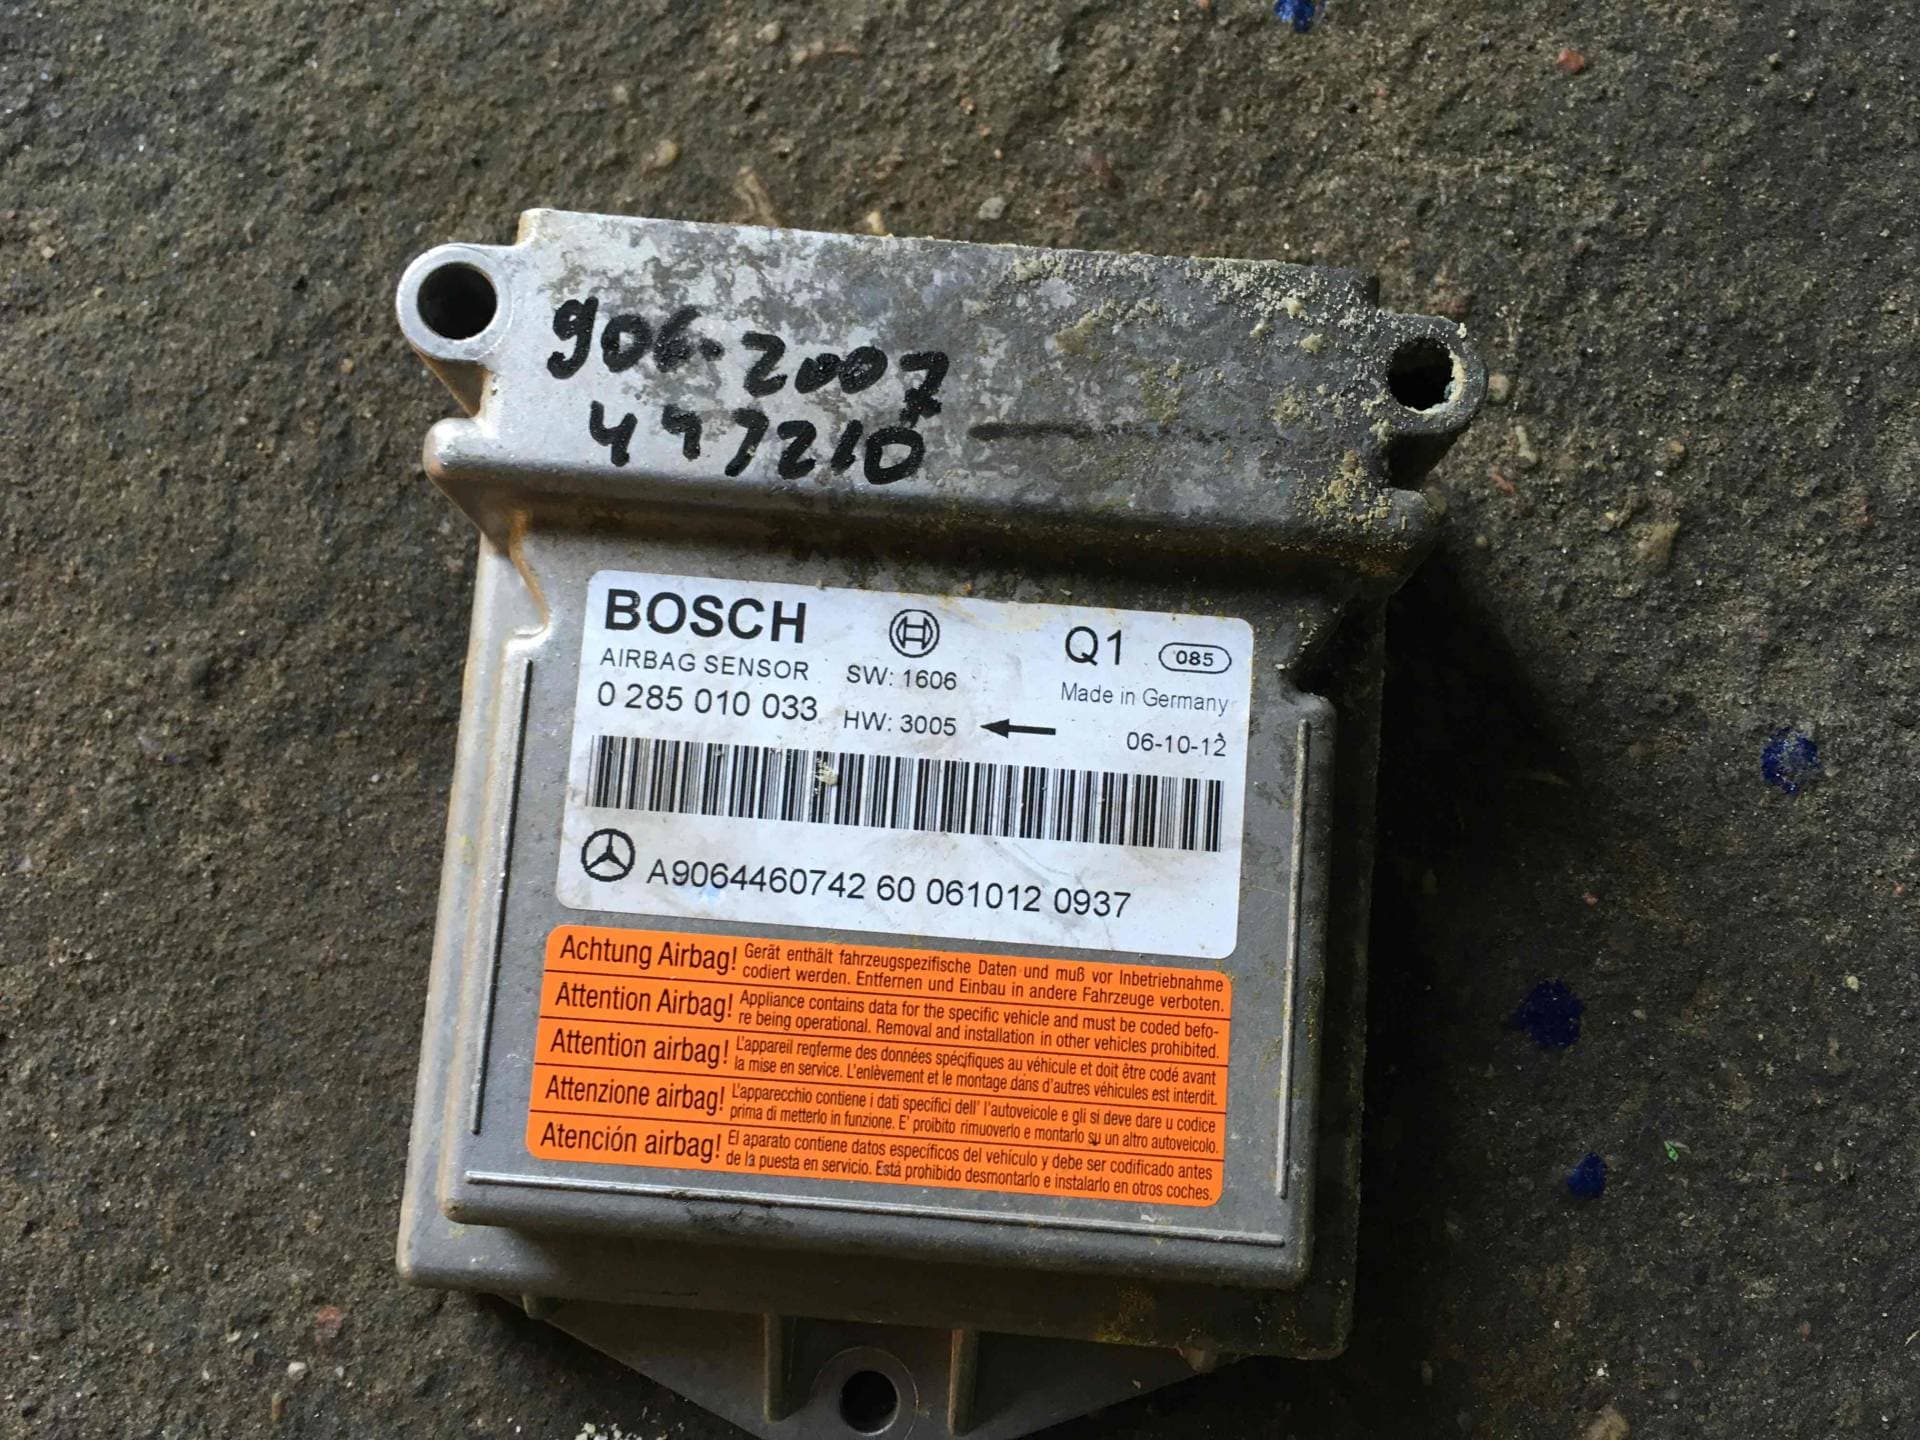 906-2007
477210
BOSCH
Q1 085
AIRBAG SENSOR SW: 1606
Made in Germany
0 285 010 033 HW: 3005
06-10-12
A9064460742 60 061012 0937
Achtung Airbag! Gerät enthält fahrzeugspezifische Daten und muß vor Inbetriebnahme
codiert werden. Entfernen und Einbau in andere Fahrzeuge verboten.
Attention Airbag! Appliance contains data for the specific vehicle and must be coded befo-
re being operational. Removal and installation in other vehicles prohibited.
Attention airbag! L'appareil renferme des données spécifiques au véhicule et doit être codé avant
la mise en service. L'enlèvement et le montage dans d'autres véhicules est interdit.
Attenzione airbag! L'apparecchio contiene i dati specifici dell' l'autoveicole e gli si deve dare u codice
prima di metterlo in funzione. E' proibito rimuoverlo e montarlo su un altro autoveicolo.
Atención airbag! El aparato contiene datos específicos del vehículo y debe ser codificado antes
de la puesta en servicio. Está prohibido desmontarlo e instalarlo en otros coches.